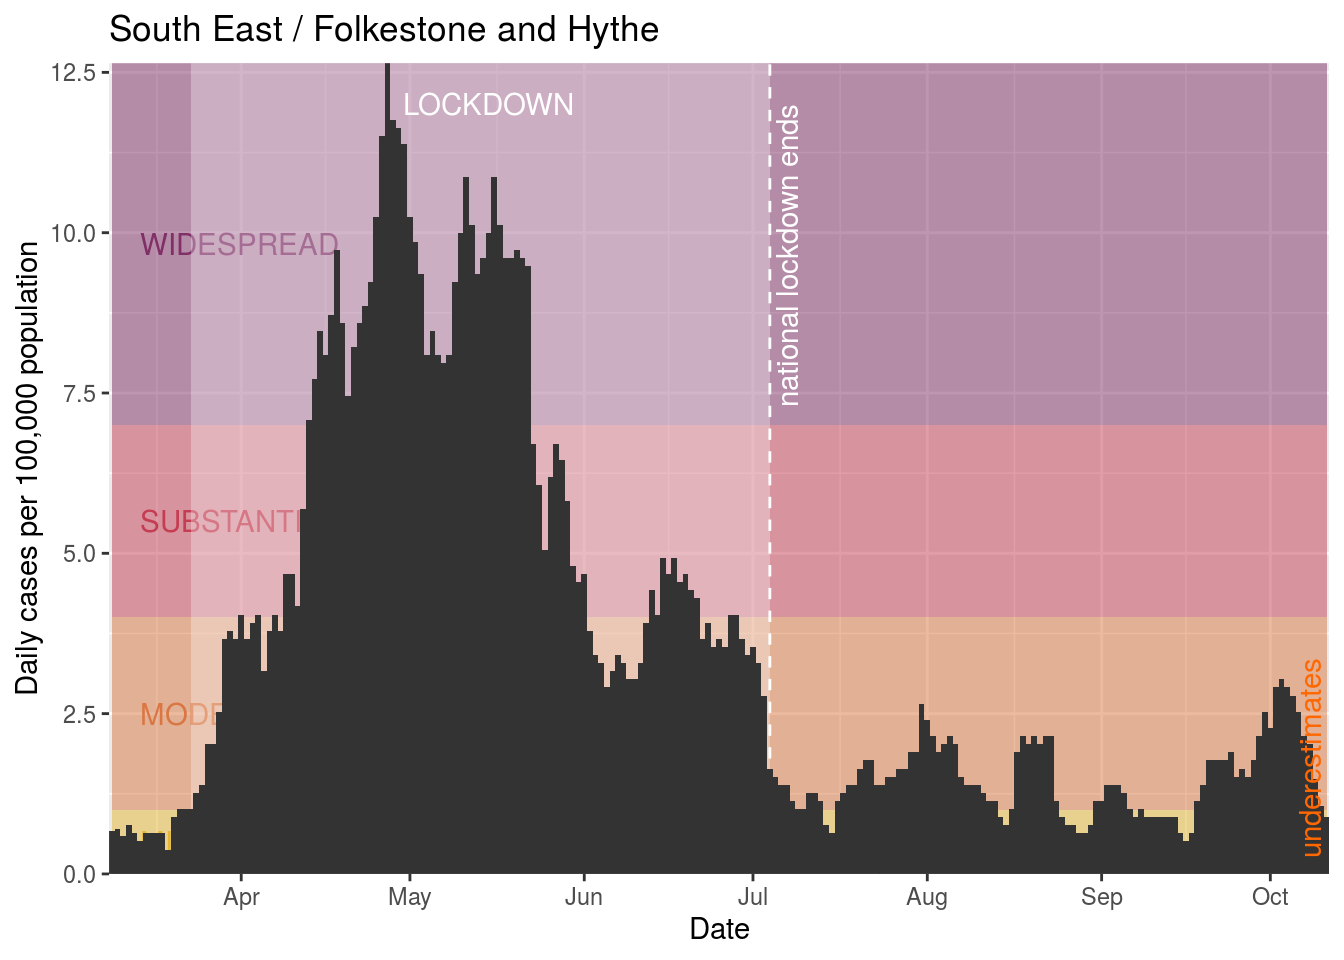 South East / Folkestone and Hythe
12.5
10.0
7.5
5.0
2.5
0.0
Daily cases per 100,000 population
LOCKDOWN
national lockdown ends
WIDESPREAD
SUBSTANTI
MODE
underestimates
Apr
May
Jun
Jul
Aug
Sep
Oct
Date